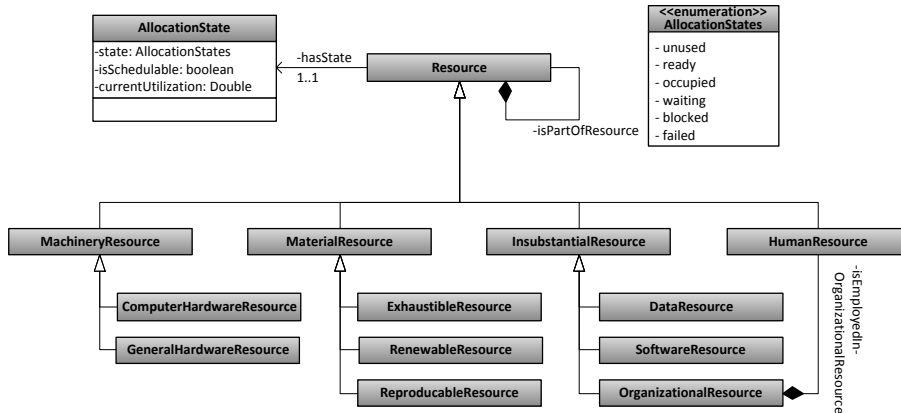 AllocationState
-state: AllocationStates
-isSchedulable: boolean
-currentUtilization: Double
-hasState
1..1
Resource
-isPartOfResource
<<enumeration>>
AllocationStates
- unused
- ready
- occupied
- waiting
- blocked
- failed
MachineryResource
MaterialResource
InsubstantialResource
HumanResource
ComputerHardwareResource
GeneralHardwareResource
ExhaustibleResource
RenewableResource
ReproducableResource
DataResource
SoftwareResource
OrganizationalResource
-isEmployedIn-
OrganizationalResource